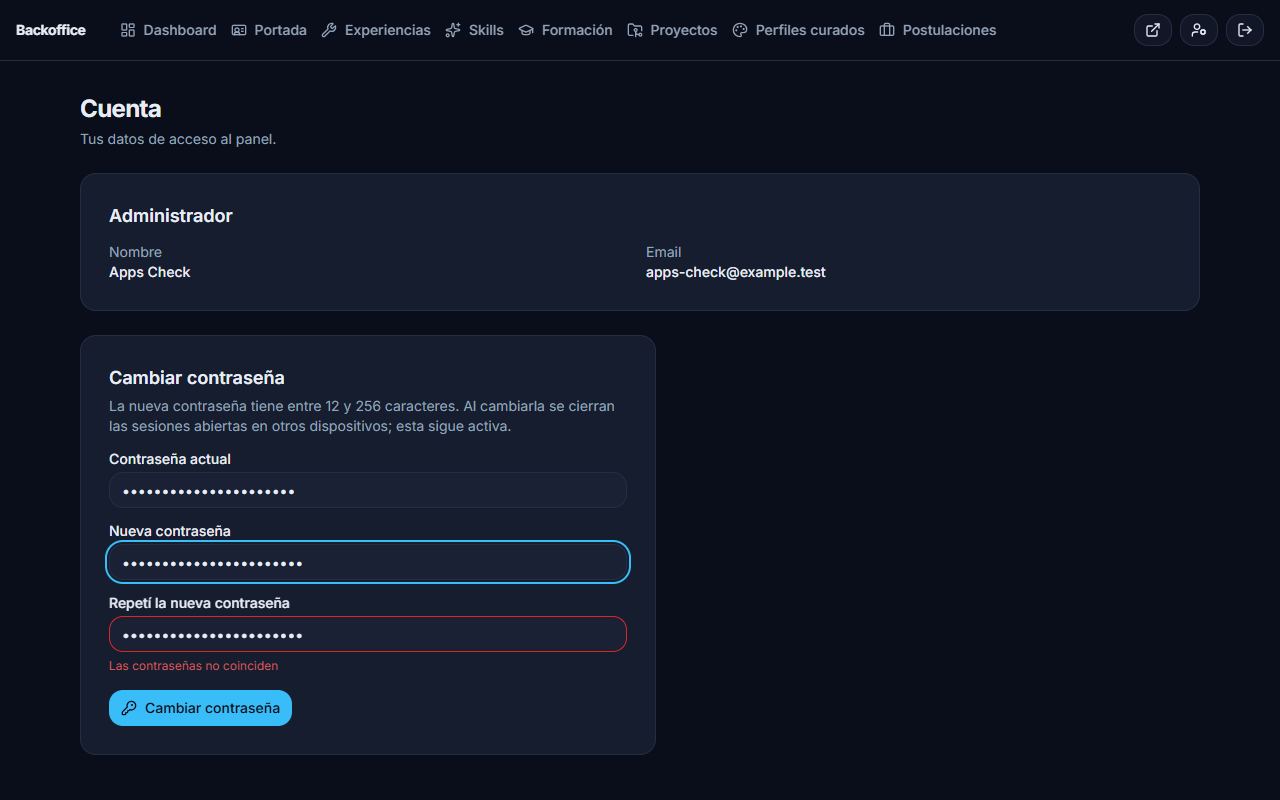 Backoffice Dashboard Portada Experiencias Skills Formación Proyectos Perfiles curados Postulaciones
Cuenta
Tus datos de acceso al panel.
Administrador
Nombre
Apps Check
Email
apps-check@example.test
Cambiar contraseña
La nueva contraseña tiene entre 12 y 256 caracteres. Al cambiarla se cierran
las sesiones abiertas en otros dispositivos; esta sigue activa.
Contraseña actual
••••••••••••••••••••••
Nueva contraseña
•••••••••••••••••••••••
Repetí la nueva contraseña
•••••••••••••••••••••••
Las contraseñas no coinciden
Cambiar contraseña